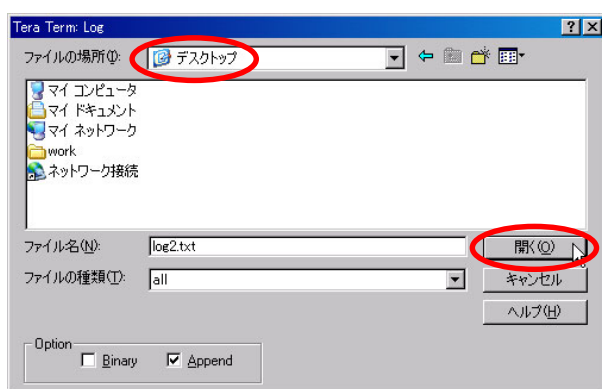 Tera Term: Log
ファイルの場所(I): デスクトップ
マイ コンピュータ
マイ ドキュメント
マイ ネットワーク
work
ネットワーク接続
ファイル名(N): log2.txt 開く(O)
ファイルの種類(T): all キャンセル
ヘルプ(H)
Option
Binary Append